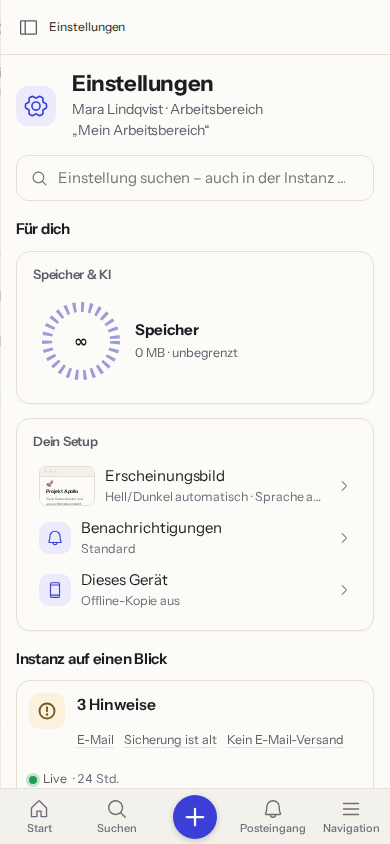 Einstellungen
Einstellungen
Mara Lindqvist · Arbeitsbereich
„Mein Arbeitsbereich“
Einstellung suchen – auch in der Instanz ...
Für dich
Speicher & KI
∞
Speicher
0 MB · unbegrenzt
Dein Setup
Projekt Apollo
Erscheinungsbild
Hell/Dunkel automatisch · Sprache a...
Benachrichtigungen
Standard
Dieses Gerät
Offline-Kopie aus
Instanz auf einen Blick
3 Hinweise
E-Mail Sicherung ist alt Kein E-Mail-Versand
Live · 24 Std.
Start Suchen Posteingang Navigation